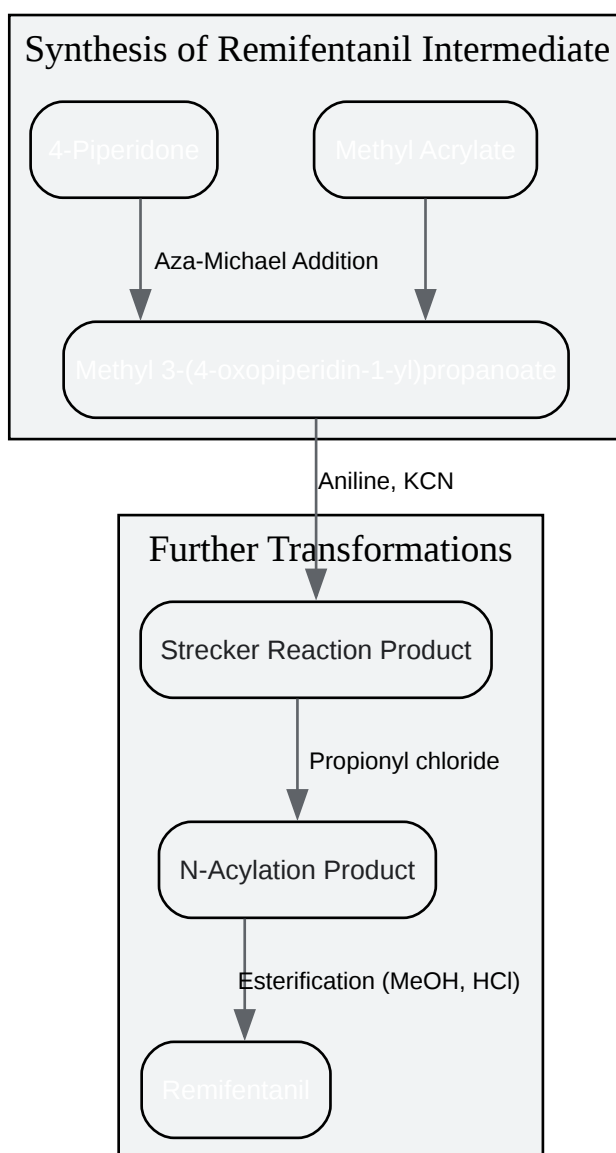 Synthesis of Remifentanil Intermediate
4-Piperidone
Methyl Acrylate
Aza-Michael Addition
Methyl 3-(4-oxopiperidin-1-yl)propanoate
Aniline, KCN
Further Transformations
Strecker Reaction Product
Propionyl chloride
N-Acylation Product
Esterification (MeOH, HCl)
Remifentanil